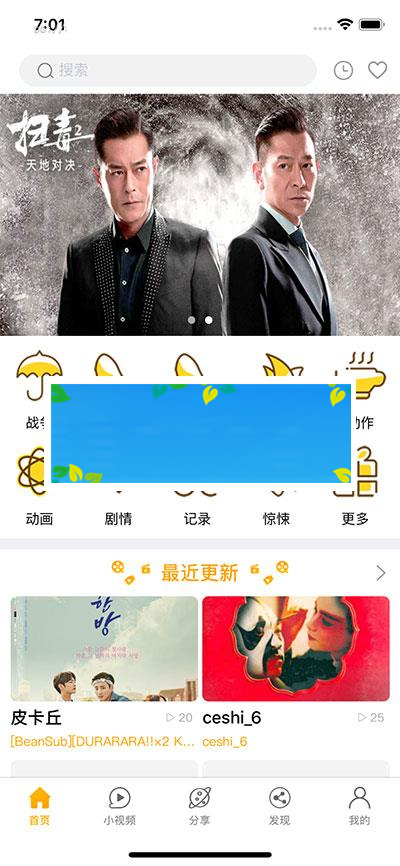 7:01
搜索
扫毒2
-天地对决-
动作
动画
剧情
记录
惊悚
更多
最近更新
한
방
皮卡丘
20
ceshi_6
25
[BeanSub][DURARARA!!×2 K...
ceshi_6
首页
小视频
分享
发现
我的